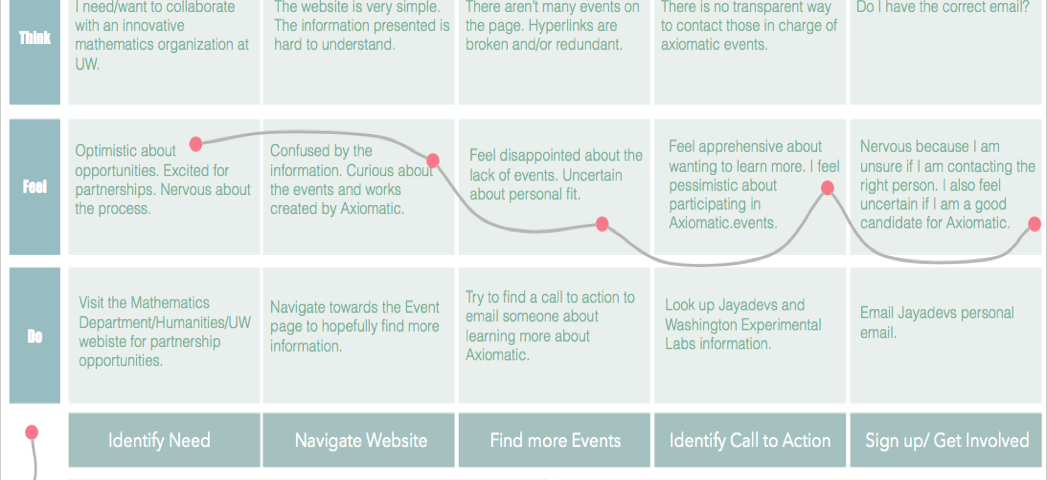 Think
I need/want to collaborate
with an innovative
mathematics organization at
UW.
The website is very simple.
The information presented is
hard to understand.
There aren't many events on
the page. Hyperlinks are
broken and/or redundant.
There is no transparent way
to contact those in charge of
axiomatic events.
Do I have the correct email?
Feel
Optimistic about
opportunities. Excited for
partnerships. Nervous about
the process.
Confused by the
information. Curious about
the events and works
created by Axiomatic.
Feel disappointed about the
lack of events. Uncertain
about personal fit.
Feel apprehensive about
wanting to learn more. I feel
pessimistic about
participating in
Axiomatic.events.
Nervous because I am
unsure if I am contacting the
right person. I also feel
uncertain if I am a good
candidate for Axiomatic.
Do
Visit the Mathematics
Department/Humanities/UW
webiste for partnership
opportunities.
Navigate towards the Event
page to hopefully find more
information.
Try to find a call to action to
email someone about
learning more about
Axiomatic.
Look up Jayadevs and
Washington Experimental
Labs information.
Email Jayadevs personal
email.
Identify Need
Navigate Website
Find more Events
Identify Call to Action
Sign up/ Get Involved